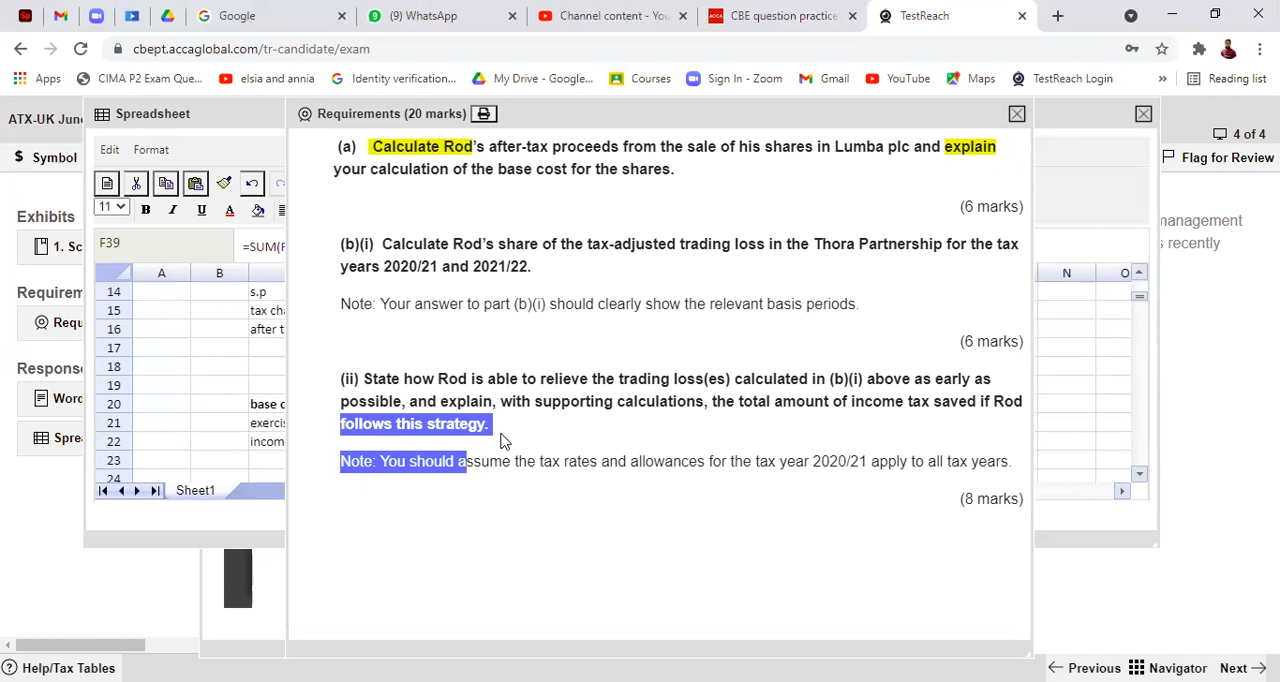 Google
(9) WhatsApp
Channel content - You
CBE question practice
TestReach
cbept.accaglobal.com/tr-candidate/exam
Apps
CIMA P2 Exam Que...
elsia and annia
Identity verification...
My Drive - Google...
Courses
Sign In - Zoom
Gmail
YouTube
Maps
TestReach Login
»
Reading list
ATX-UK June
Spreadsheet
Requirements (20 marks)
4 of 4
$ Symbol
Edit Format
Flag for Review
(a) Calculate Rod's after-tax proceeds from the sale of his shares in Lumba plc and explain
your calculation of the base cost for the shares.
(6 marks)
11
B I U A
Exhibits
1. Sc
F39
=SUM(F
management
s recently
(b)(i) Calculate Rod's share of the tax-adjusted trading loss in the Thora Partnership for the tax
years 2020/21 and 2021/22.
A B N O
14 s.p
15 tax cha
16 after t
17
18
19
20 base c
21 exerci
22 incom
23
24
Requirem
Requ
Note: Your answer to part (b)(i) should clearly show the relevant basis periods.
(6 marks)
Respons
Word
Spre
(ii) State how Rod is able to relieve the trading loss(es) calculated in (b)(i) above as early as
possible, and explain, with supporting calculations, the total amount of income tax saved if Rod
follows this strategy.
Note: You should assume the tax rates and allowances for the tax year 2020/21 apply to all tax years.
(8 marks)
Sheet1
Help/Tax Tables
Previous
Navigator
Next